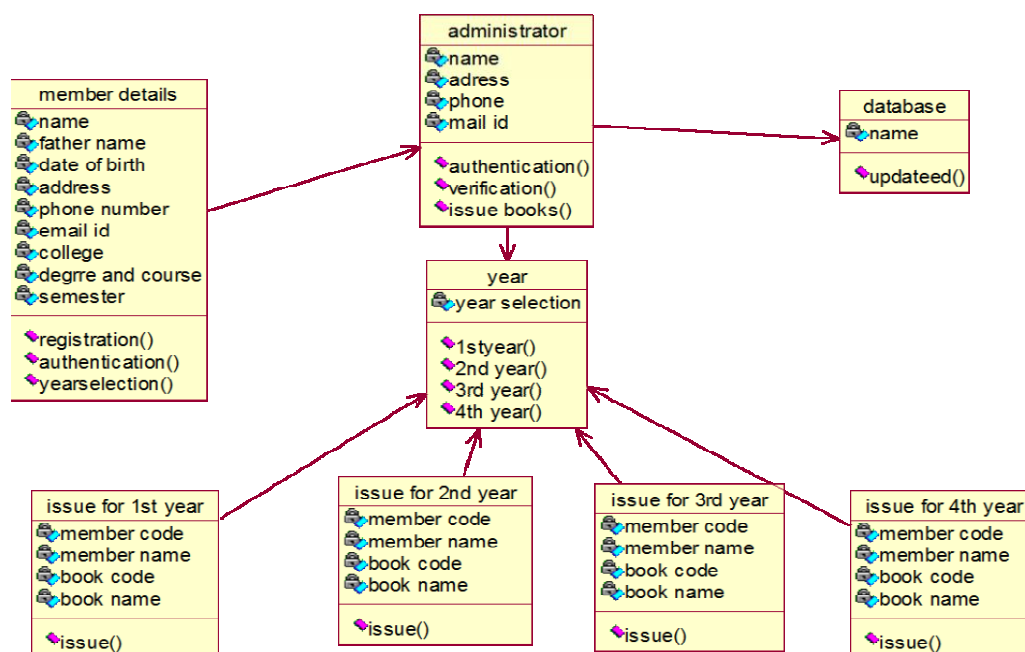 administrator
name
adress
phone
mail id
authentication()
verification()
issue books()
member details
name
father name
date of birth
address
phone number
email id
college
degrre and course
semester
registration()
authentication()
yearselection()
database
name
updateed()
year
year selection
1styear()
2nd year()
3rd year()
4th year()
issue for 1st year
member code
member name
book code
book name
issue()
issue for 2nd year
member code
member name
book code
book name
issue()
issue for 3rd year
member code
member name
book code
book name
issue()
issue for 4th year
member code
member name
book code
book name
issue()